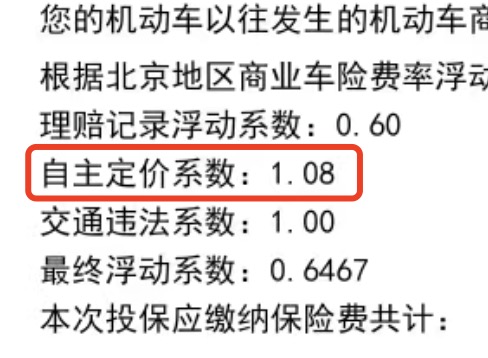 您的机动车以往发生的机动车商
根据北京地区商业车险费率浮动
理赔记录浮动系数：0.60
自主定价系数：1.08
交通违法系数：1.00
最终浮动系数：0.6467
本次投保应缴纳保险费共计：